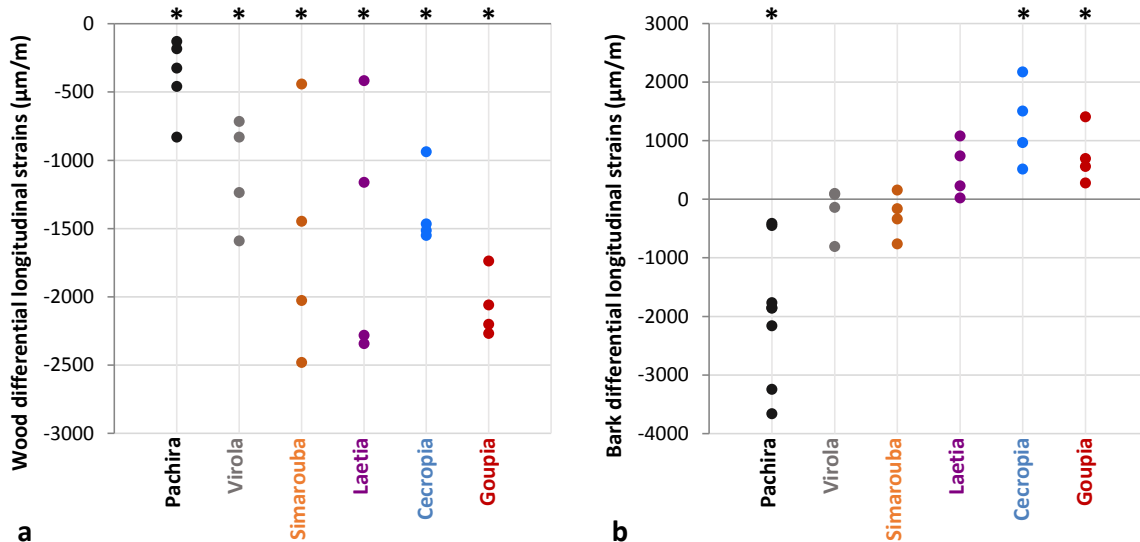 * * * * * *
Wood differential longitudinal strains (µm/m)
0
-500
-1000
-1500
-2000
-2500
-3000
Pachira
Virola
Simarouba
Laetia
Cecropia
Goupia
a
* * *
Bark differential longitudinal strains (µm/m)
3000
2000
1000
0
-1000
-2000
-3000
-4000
Pachira
Virola
Simarouba
Laetia
Cecropia
Goupia
b